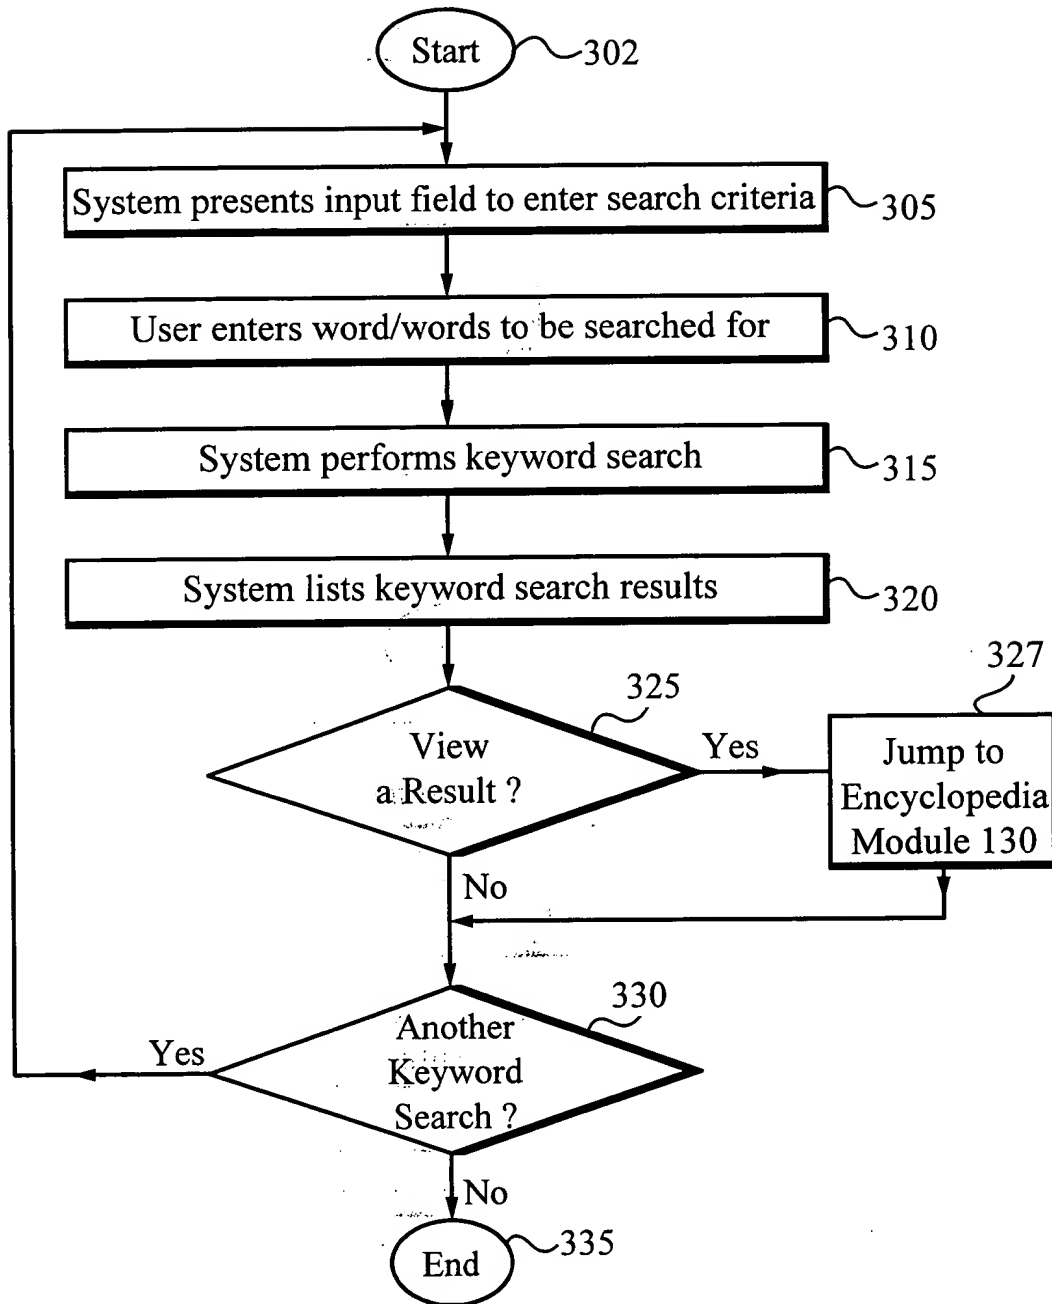 Start
302
System presents input field to enter search criteria
305
User enters word/words to be searched for
310
System performs keyword search
315
System lists keyword search results
320
325
327
View
a Result ?
Yes
Jump to
Encyclopedia
Module 130
No
330
Another
Keyword
Search ?
Yes
No
End
335